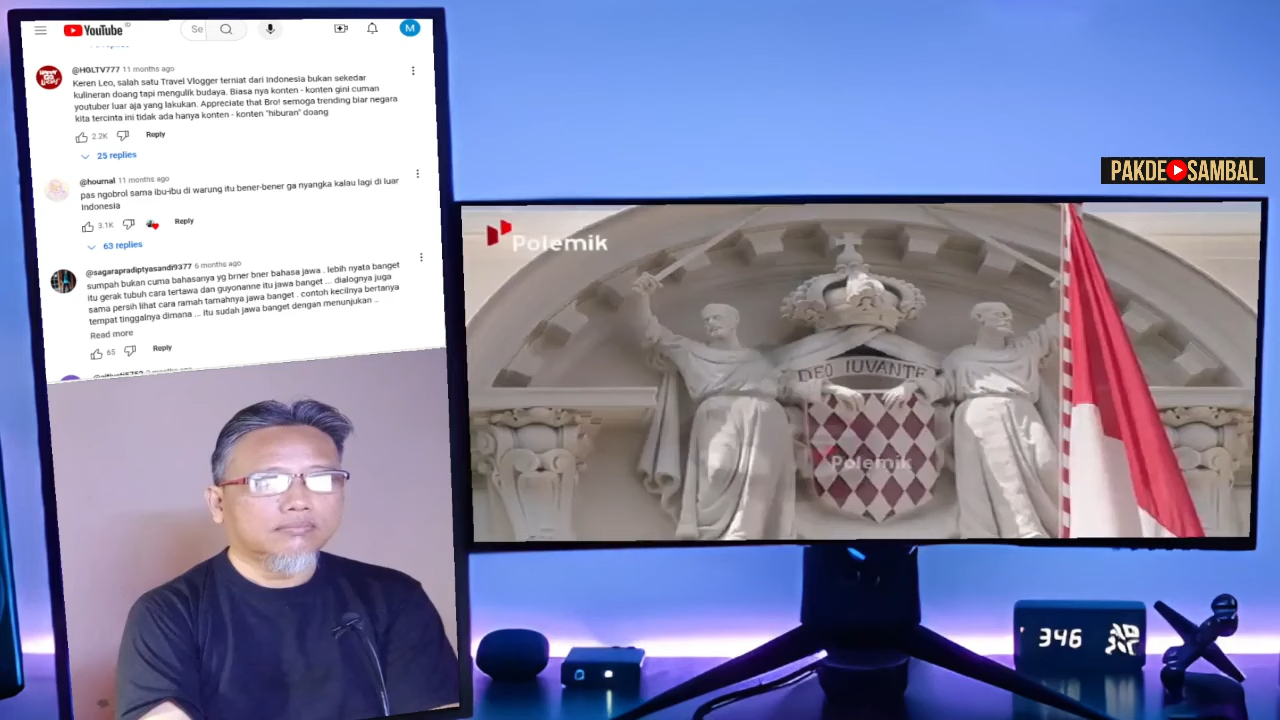 YouTube
ID
Se
M
@HGLTV777 11 months ago
Keren Leo, salah satu Travel Vlogger terniat dari Indonesia bukan sekedar
kulineran doang tapi mengulik budaya. Biasa nya konten - konten gini cuman
youtuber luar aja yang lakukan. Appreciate that Bro! semoga trending biar negara
kita tercinta ini tidak ada hanya konten - konten "hiburan" doang
2.2K Reply
25 replies
@hournal 11 months ago
pas ngobrol sama ibu-ibu di warung itu bener-bener ga nyangka kalau lagi di luar
Indonesia
3.1K Reply
63 replies
@sagarapradiptyasandi9377 6 months ago
sumpah bukan cuma bahasanya yg brner bner bahasa jawa . lebih nyata banget
itu gerak tubuh cara tertawa dan guyonanne itu jawa banget ... dialognya juga
sama persih lihat cara ramah tamahnya jawa banget . contoh kecilnya bertanya
tempat tinggalnya dimana ... itu sudah jawa banget dengan menunjukan ..
Read more
65 Reply
PAKDE SAMBAL
Polemik
DEO JUVANTE
Polemik
346